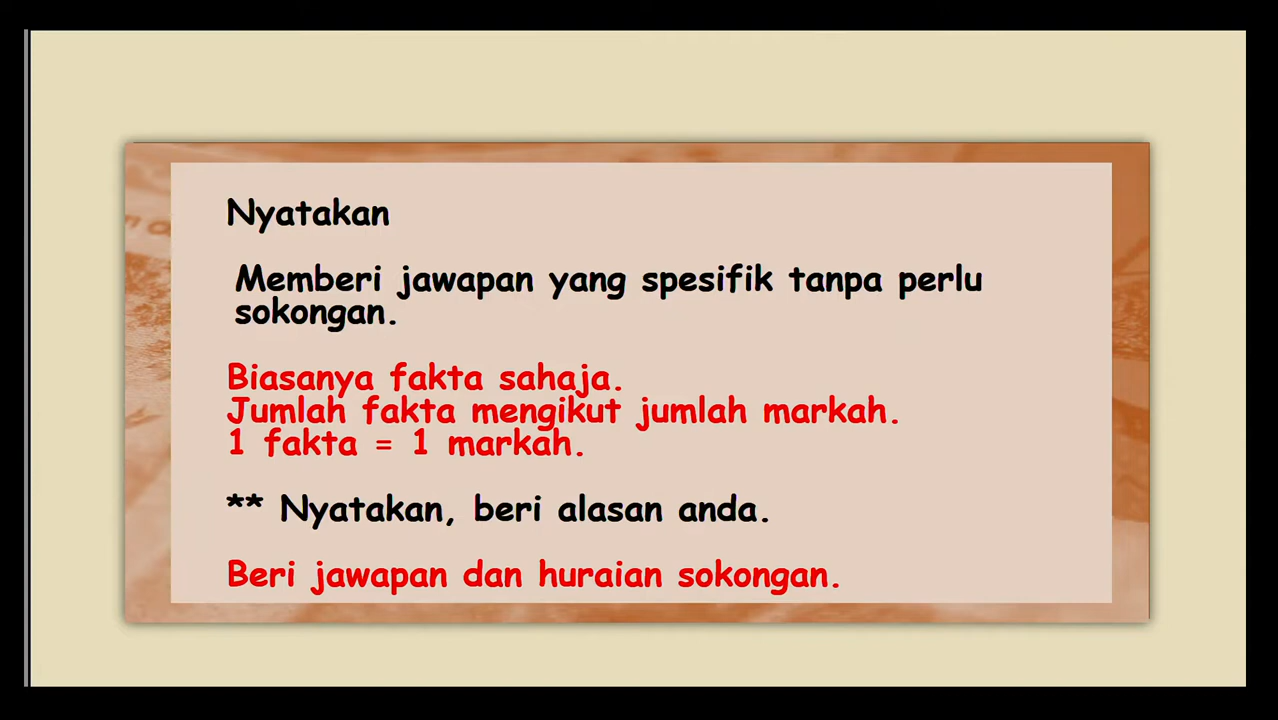 Nyatakan
Memberi jawapan yang spesifik tanpa perlu
sokongan.
Biasanya fakta sahaja.
Jumlah fakta mengikut jumlah markah.
1 fakta = 1 markah.
** Nyatakan, beri alasan anda.
Beri jawapan dan huraian sokongan.